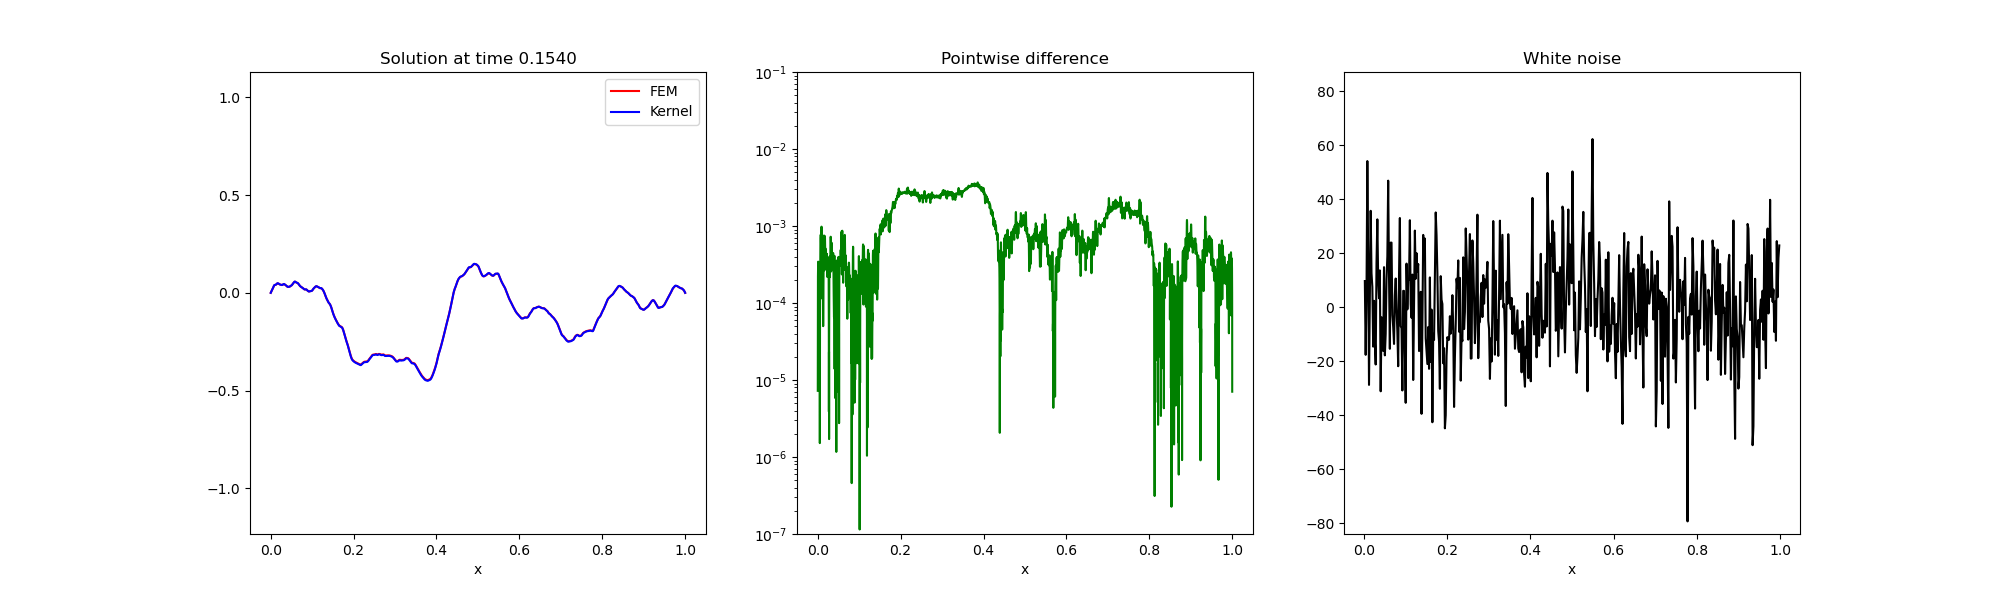 Solution at time 0.1540
1.0
0.5
0.0
−0.5
−1.0
FEM
Kernel
0.0 0.2 0.4 0.6 0.8 1.0
x
Pointwise difference
10⁻¹
10⁻²
10⁻³
10⁻⁴
10⁻⁵
10⁻⁶
10⁻⁷
0.0 0.2 0.4 0.6 0.8 1.0
x
White noise
80
60
40
20
0
−20
−40
−60
−80
0.0 0.2 0.4 0.6 0.8 1.0
x